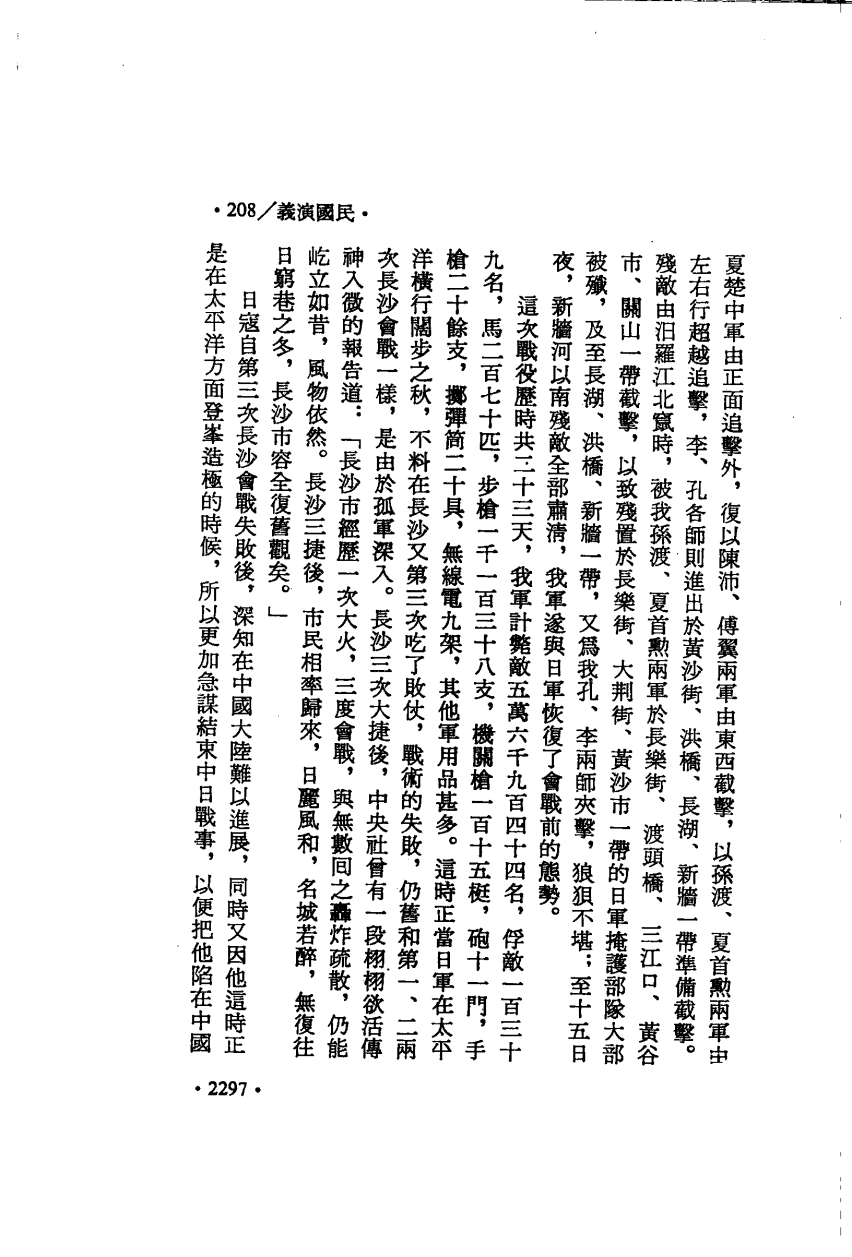 •208／義演國民•
夏楚中軍由正面追擊外，復以陳沛、傅翼兩軍由東西截擊，以孫渡、夏首勲兩軍由
左右行超越追擊，李、孔各師則進出於黃沙街、洪橋、長湖、新牆一帶準備截擊。
殘敵由汨羅江北竄時，被我孫渡、夏首勲兩軍於長樂街、渡頭橋、三江口、黃谷
市、關山一帶截擊，以致殘置於長樂街、大荆街、黃沙市一帶的日軍掩護部隊大部
被殲，及至長湖、洪橋、新牆一帶，又爲我孔、李兩師夾擊，狼狽不堪；至十五日
夜，新牆河以南殘敵全部肅清，我軍遂與日軍恢復了會戰前的態勢。
這次戰役歷時共二十三天，我軍計斃敵五萬六千九百四十四名，俘敵一百三十
九名，馬二百七十匹，步槍一千一百三十八支，機關槍一百十五梃，砲十一門，手
槍二十餘支，擲彈筒二十具，無線電九架，其他軍用品甚多。這時正當日軍在太平
洋橫行闊步之秋，不料在長沙又第三次吃了敗仗，戰術的失敗，仍舊和第一、二兩
次長沙會戰一樣，是由於孤軍深入。長沙三次大捷後，中央社曾有一段栩栩欲活傳
神入微的報告道：「長沙市經歷一次大火，三度會戰，與無數回之轟炸疏散，仍能
屹立如昔，風物依然。長沙三捷後，市民相率歸來，日麗風和，名城若醉，無復往
日窮巷之冬，長沙市容全復舊觀矣。」
日寇自第三次長沙會戰失敗後，深知在中國大陸難以進展，同時又因他這時正
是在太平洋方面登峯造極的時候，所以更加急謀結束中日戰事，以便把他陷在中國
•2297•